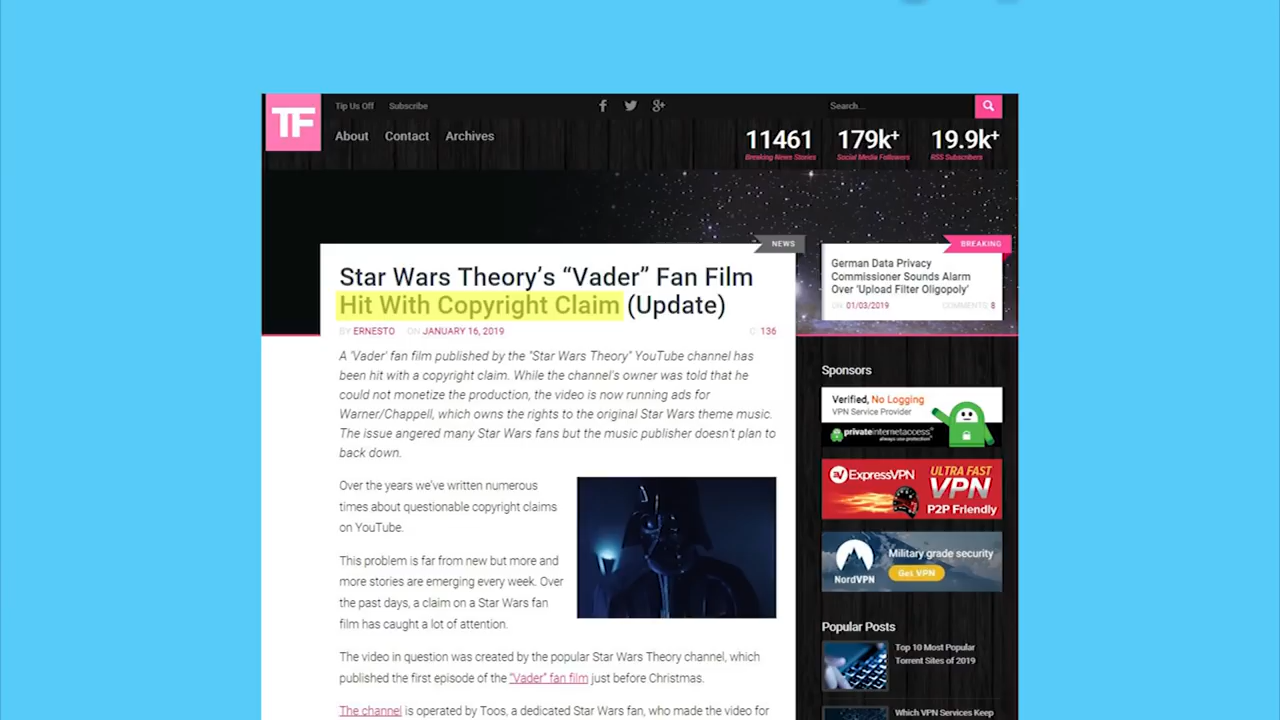 TF
Tip Us Off Subscribe
Search...
About Contact Archives
11461 179k+ 19.9k+
Breaking News Stories Social Media Followers RSS Subscribers
NEWS
Star Wars Theory's “Vader” Fan Film
Hit With Copyright Claim (Update)
BY ERNESTO ON JANUARY 16, 2019 C: 136
A 'Vader' fan film published by the "Star Wars Theory" YouTube channel has
been hit with a copyright claim. While the channel's owner was told that he
could not monetize the production, the video is now running ads for
Warner/Chappell, which owns the rights to the original Star Wars theme music.
The issue angered many Star Wars fans but the music publisher doesn't plan to
back down.
Over the years we've written numerous
times about questionable copyright claims
on YouTube.
This problem is far from new but more and
more stories are emerging every week. Over
the past days, a claim on a Star Wars fan
film has caught a lot of attention.
The video in question was created by the popular Star Wars Theory channel, which
published the first episode of the "Vader" fan film just before Christmas.
The channel is operated by Toos, a dedicated Star Wars fan, who made the video for
BREAKING
German Data Privacy
Commissioner Sounds Alarm
Over 'Upload Filter Oligopoly'
ON: 01/03/2019 COMMENTS: 8
Sponsors
Verified, No Logging
VPN Service Provider
privateinternetaccess
always use protection
ExpressVPN
ULTRA FAST
VPN
P2P Friendly
NordVPN
Military grade security
Get VPN
Popular Posts
Top 10 Most Popular
Torrent Sites of 2019
Which VPN Services Keep